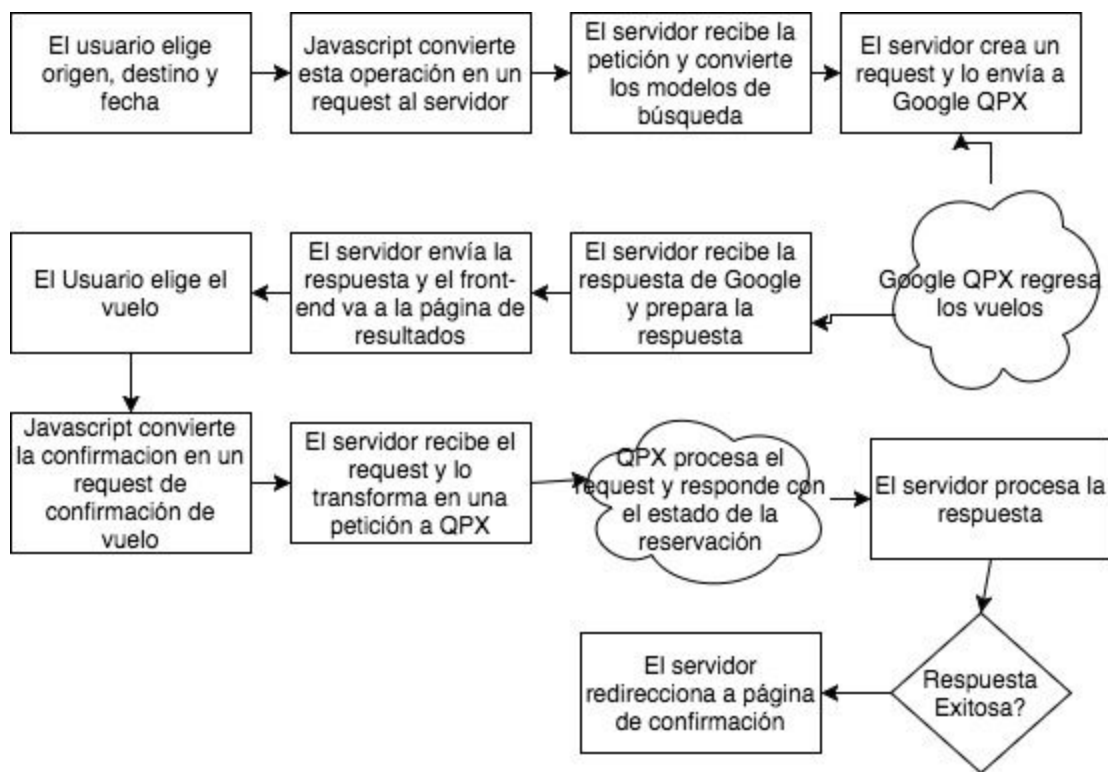 El usuario elige
origen, destino y
fecha
Javascript convierte
esta operación en un
request al servidor
El servidor recibe la
petición y convierte
los modelos de
búsqueda
El servidor crea un
request y lo envía a
Google QPX
Google QPX regresa
los vuelos
El servidor recibe la
respuesta de Google
y prepara la
respuesta
El servidor envía la
respuesta y el front-
end va a la página de
resultados
El Usuario elige el
vuelo
Javascript convierte
la confirmacion en un
request de
confirmación de
vuelo
El servidor recibe el
request y lo
transforma en una
petición a QPX
QPX procesa el
request y responde con
el estado de la
reservación
El servidor procesa la
respuesta
Respuesta
Exitosa?
El servidor
redirecciona a página
de confirmación